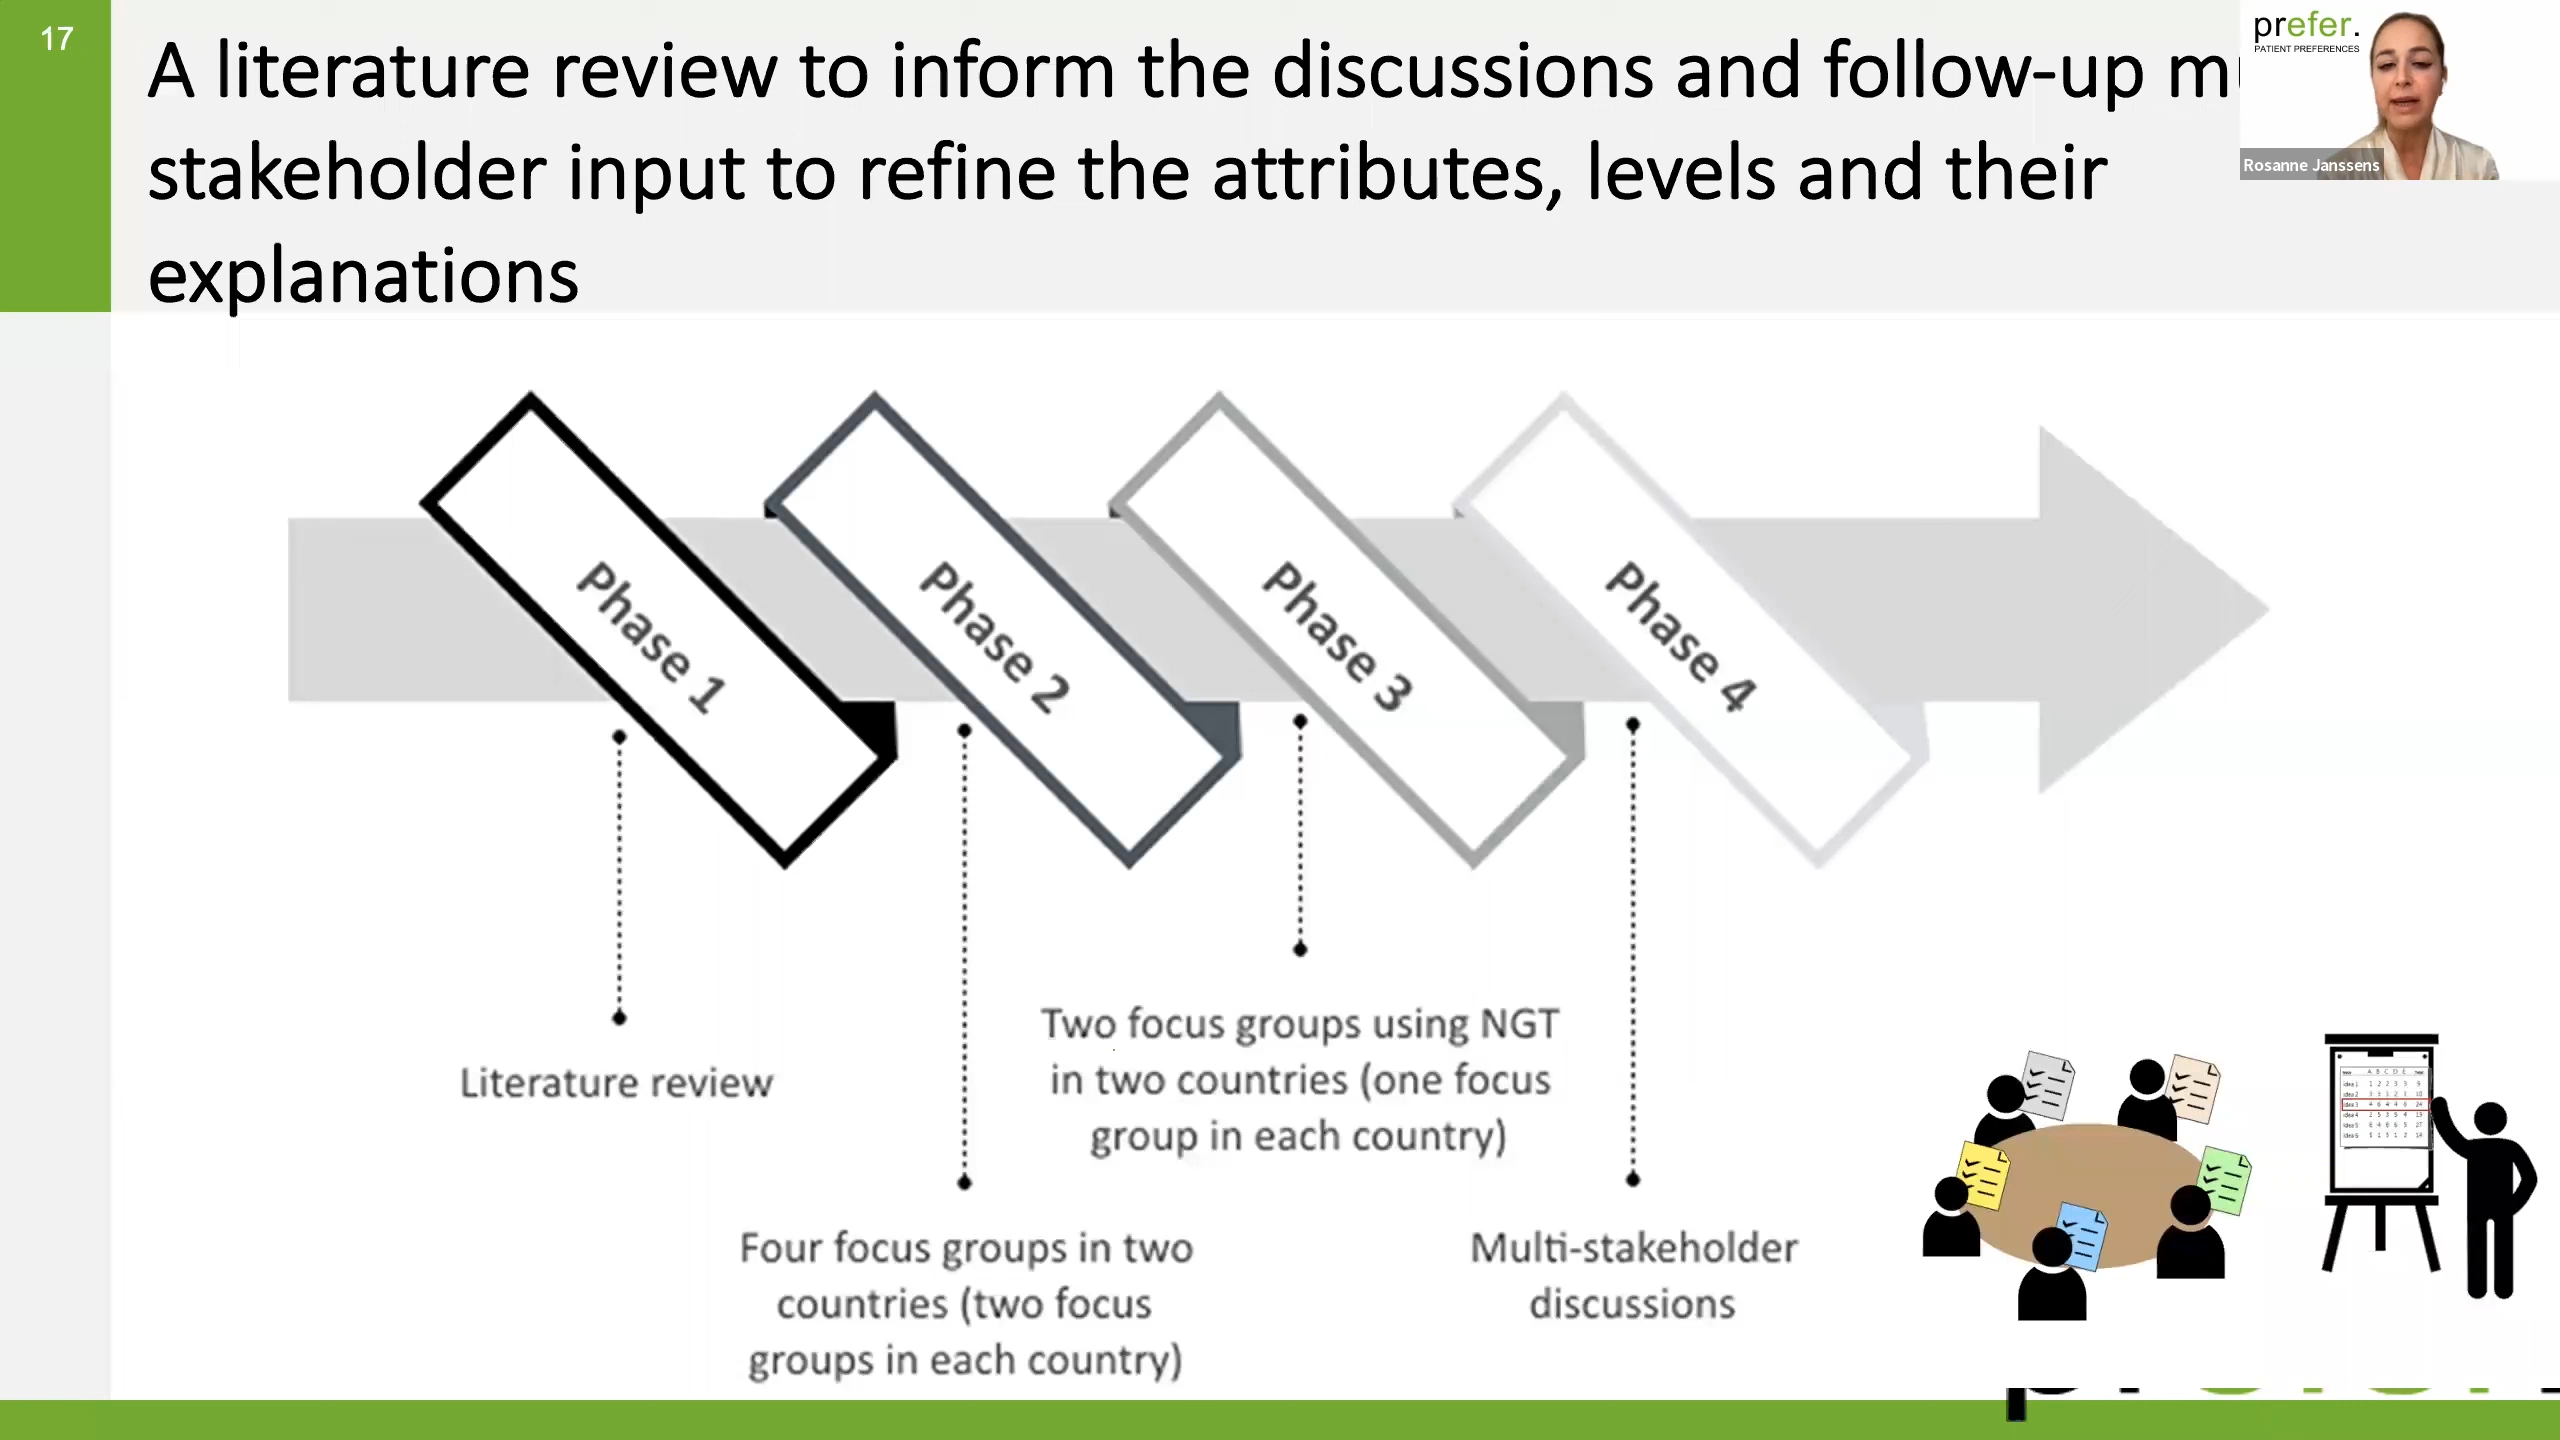 17
A literature review to inform the discussions and follow-up
stakeholder input to refine the attributes, levels and their
explanations
prefer.
PATIENT PREFERENCES
Rosanne Janssens
Phase 1
Phase 2
Phase 3
Phase 4
Literature review
Four focus groups in two
countries (two focus
groups in each country)
Two focus groups using NGT
in two countries (one focus
group in each country)
Multi-stakeholder
discussions